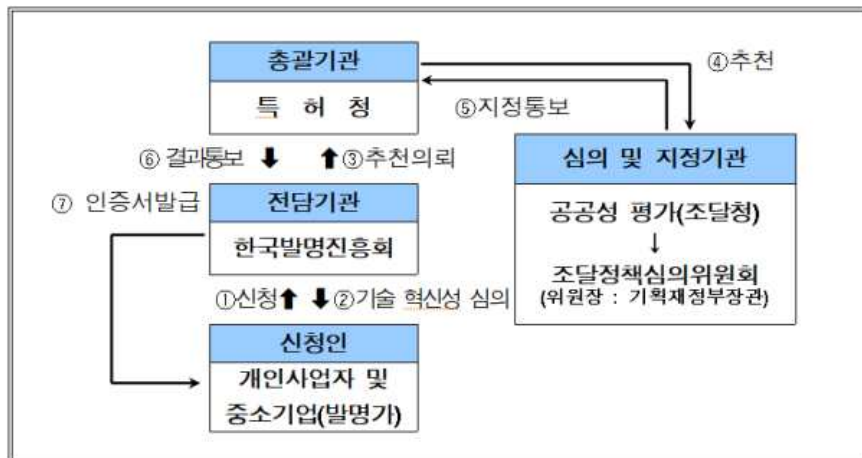 총괄기관
특 허 청
④추천
⑤지정통보
⑥ 결과통보 ⬇ ⬆③추천의뢰
심의 및 지정기관
공공성 평가(조달청)
↓
조달정책심의위원회
(위원장 : 기획재정부장관)
⑦ 인증서발급
전담기관
한국발명진흥회
①신청⬆ ⬇②기술 혁신성 심의
신청인
개인사업자 및
중소기업(발명가)